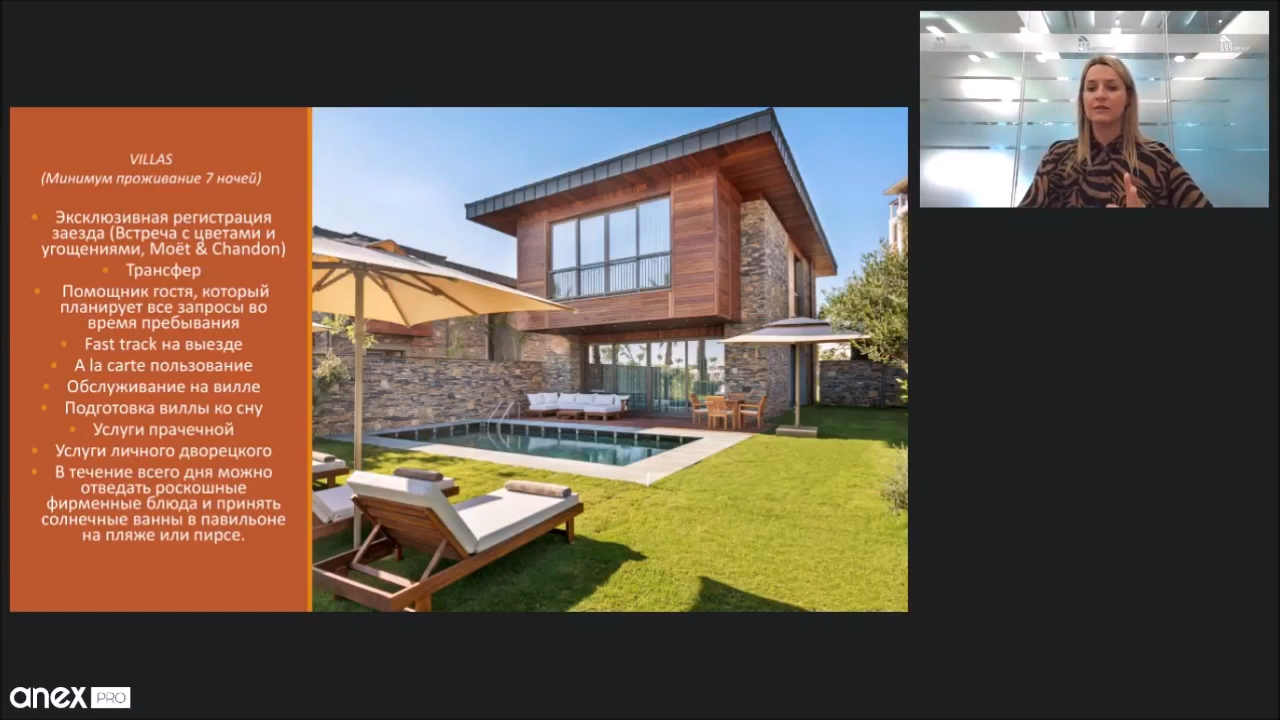 VILLAS
(Минимум проживание 7 ночей)
• Эксклюзивная регистрация
заезда (Встреча с цветами и
угощениями, Moët & Chandon)
• Трансфер
• Помощник гостя, который
планирует все запросы во
время пребывания
• Fast track на выезде
• A la carte пользование
• Обслуживание на вилле
• Подготовка виллы ко сну
• Услуги прачечной
• Услуги личного дворецкого
• В течение всего дня можно
отведать роскошные
фирменные блюда и принять
солнечные ванны в павильоне
на пляже или пирсе.
anex PRO